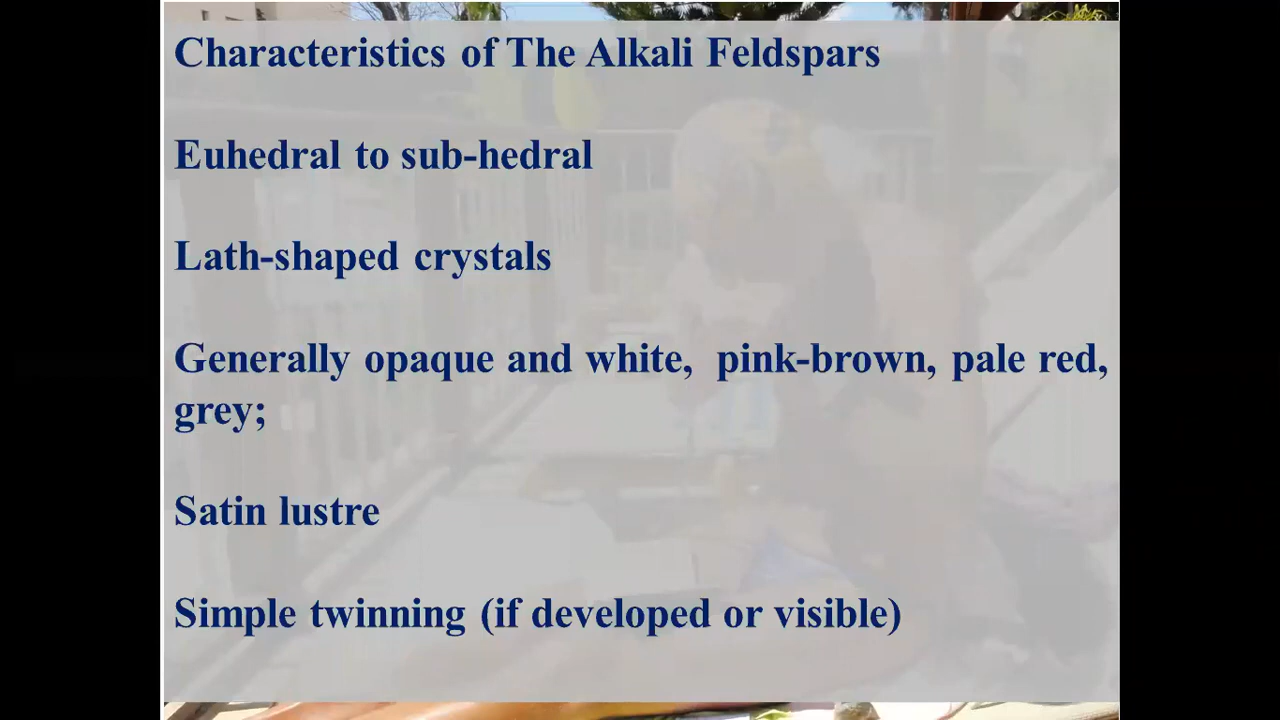 Characteristics of The Alkali Feldspars
Euhedral to sub-hedral
Lath-shaped crystals
Generally opaque and white, pink-brown, pale red,
grey;
Satin lustre
Simple twinning (if developed or visible)